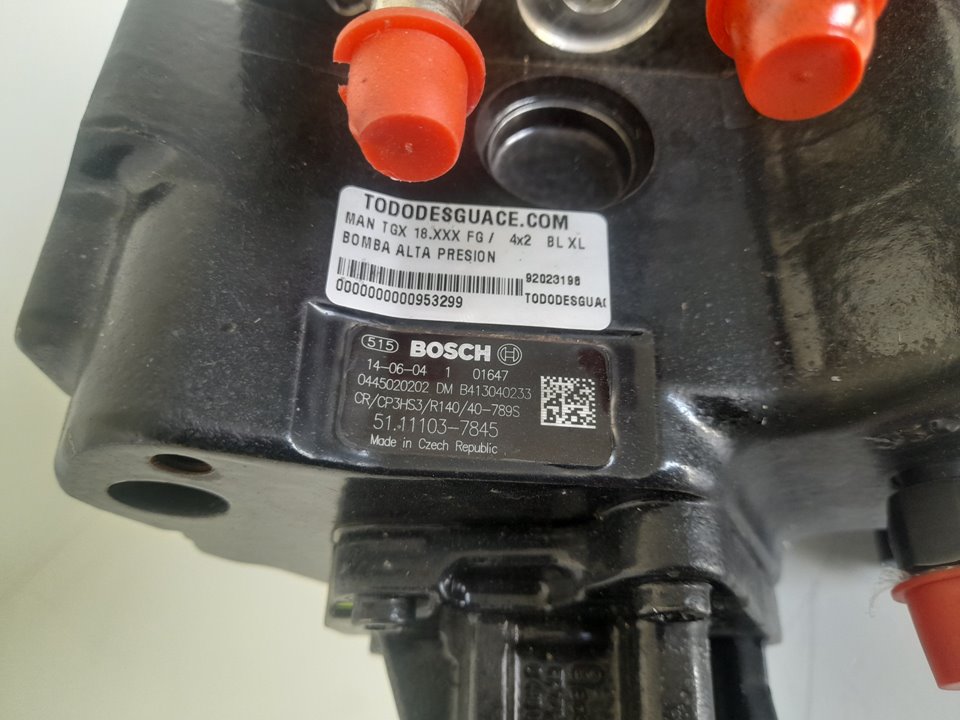 TODODESGUACE.COM
MAN TGX 18.XXX FG / 4x2 BL XL
BOMBA ALTA PRESION
92023198
0000000000953299 TODODESGUAC
515 BOSCH
14-06-04 1 01647
0445020202 DM B413040233
CR/CP3HS3/R140/40-789S
51.11103-7845
Made in Czech Republic